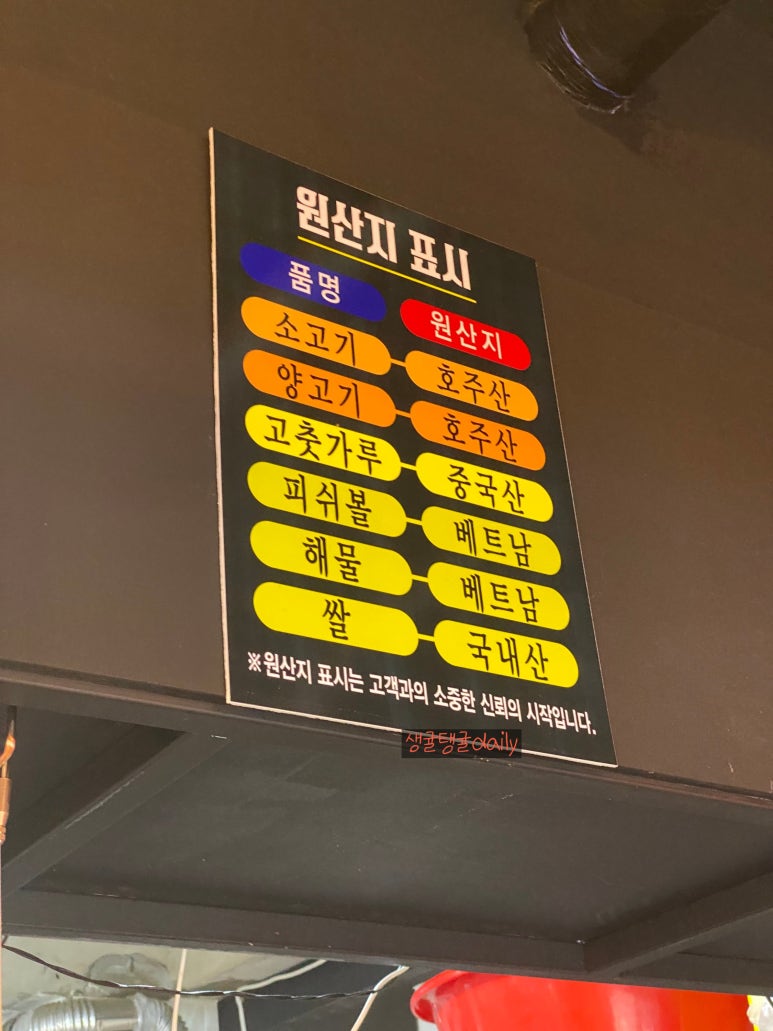 원산지 표시
품명 원산지
소고기 호주산
양고기 호주산
고춧가루 중국산
피쉬볼 베트남
해물 베트남
쌀 국내산
※원산지 표시는 고객과의 소중한 신뢰의 시작입니다.
생귤탱귤daily